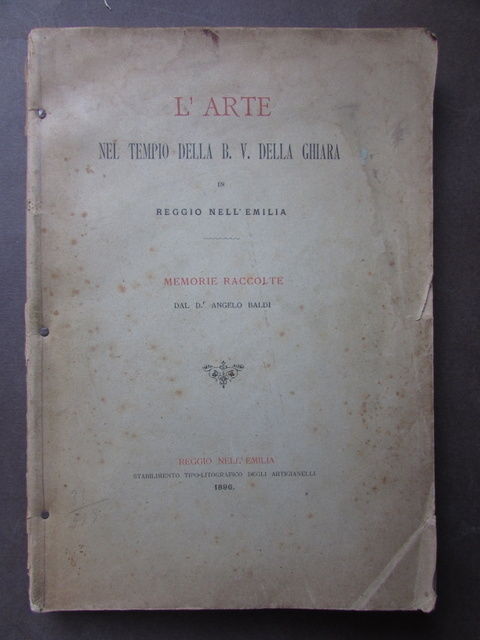 L' ARTE
NEL TEMPIO DELLA B. V. DELLA GHIARA
IN
REGGIO NELL'EMILIA
MEMORIE RACCOLTE
DAL D.r ANGELO BALDI
REGGIO NELL'EMILIA
STABILIMENTO TIPO-LITOGRAFICO DEGLI ARTIGIANELLI
1896.